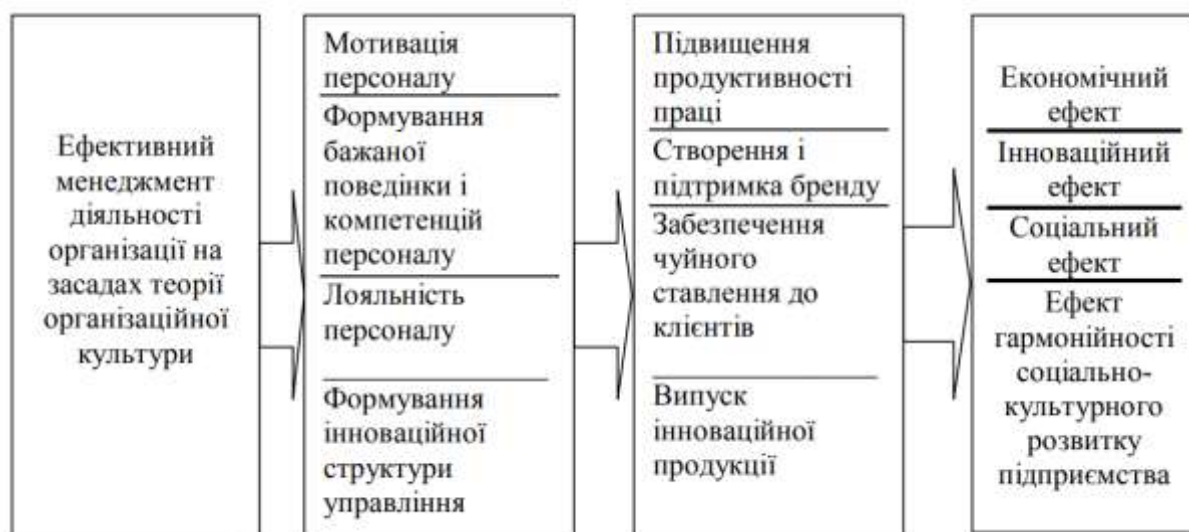 Ефективний
менеджмент
діяльності
організації на
засадах теорії
організаційної
культури
Мотивація
персоналу
Формування
бажаної
поведінки і
компетенцій
персоналу
Лояльність
персоналу
Формування
інноваційної
структури
управління
Підвищення
продуктивності
праці
Створення і
підтримка бренду
Забезпечення
чуйного
ставлення до
клієнтів
Випуск
інноваційної
продукції
Економічний
ефект
Інноваційний
ефект
Соціальний
ефект
Ефект
гармонійності
соціально-
культурного
розвитку
підприємства